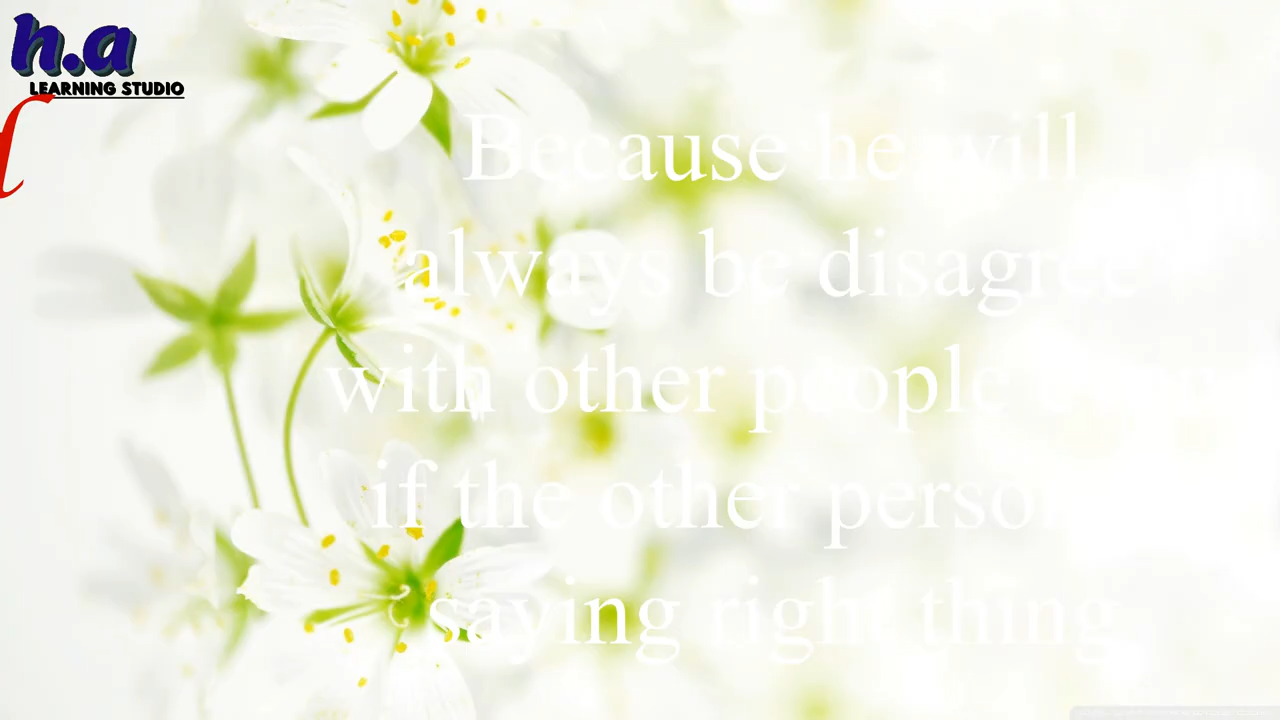 h.a
LEARNING STUDIO
Because he will
always be disagree
with other people
if the other person
saying right thing